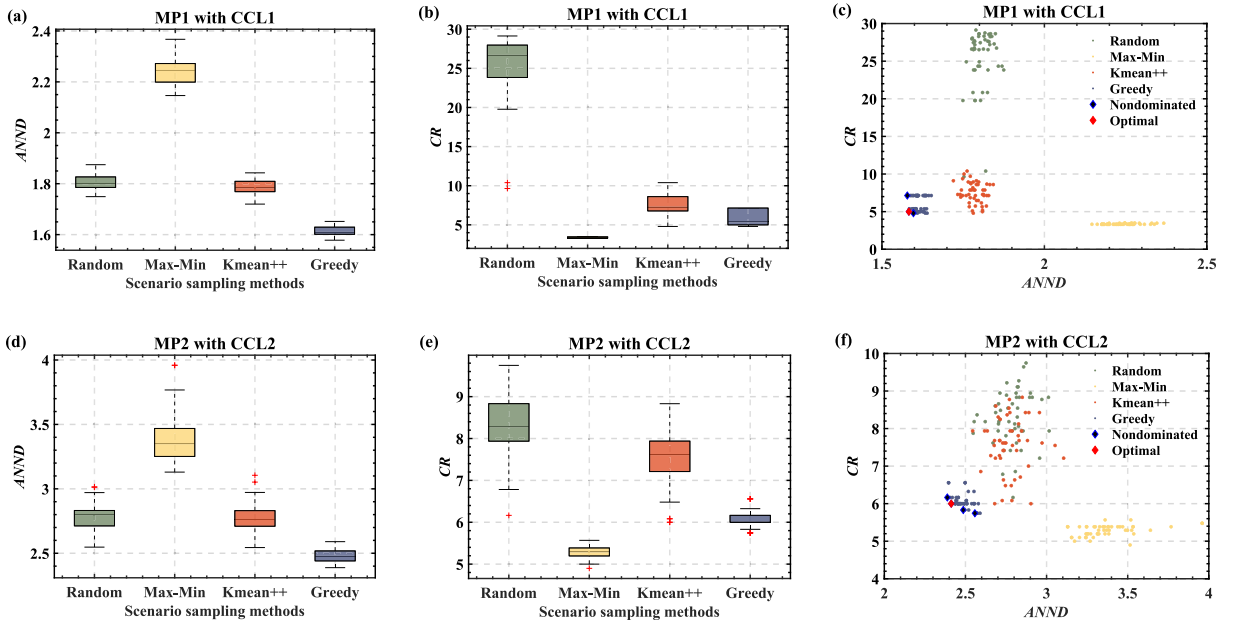 (a)
MP1 with CCL1
2.4
2.2
2
1.8
1.6
ANND
Random
Max-Min
Kmean++
Greedy
Scenario sampling methods
(b)
MP1 with CCL1
30
25
20
15
10
5
CR
Random
Max-Min
Kmean++
Greedy
Scenario sampling methods
(c)
MP1 with CCL1
30
25
20
15
10
5
0
CR
1.5
2
2.5
ANND
Random
Max-Min
Kmean++
Greedy
Nondominated
Optimal
(d)
MP2 with CCL2
4
3.5
3
2.5
ANND
Random
Max-Min
Kmean++
Greedy
Scenario sampling methods
(e)
MP2 with CCL2
9
8
7
6
5
CR
Random
Max-Min
Kmean++
Greedy
Scenario sampling methods
(f)
MP2 with CCL2
10
9
8
7
6
5
4
CR
2
2.5
3
3.5
4
ANND
Random
Max-Min
Kmean++
Greedy
Nondominated
Optimal